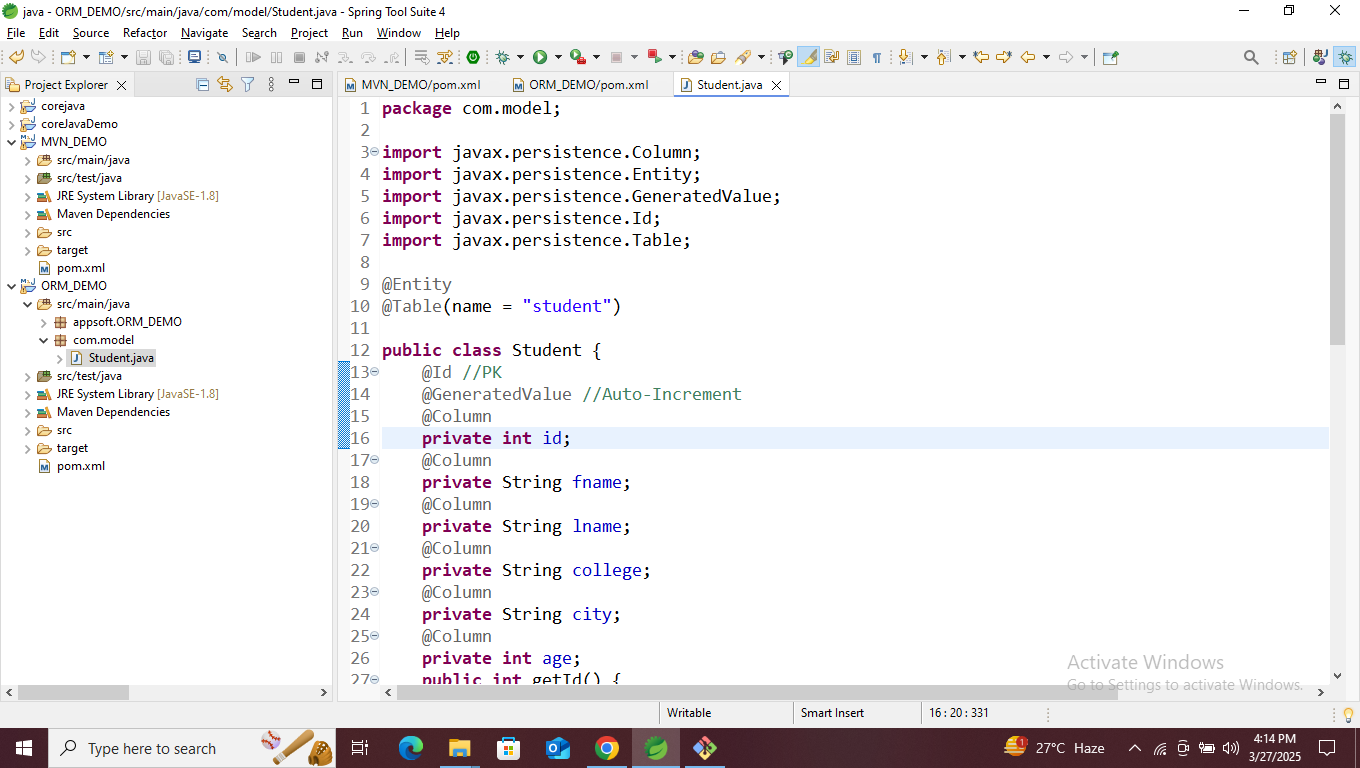 java - ORM_DEMO/src/main/java/com/model/Student.java - Spring Tool Suite 4
File Edit Source Refactor Navigate Search Project Run Window Help
Project Explorer
corejava
coreJavaDemo
MVN_DEMO
src/main/java
src/test/java
JRE System Library [JavaSE-1.8]
Maven Dependencies
src
target
pom.xml
ORM_DEMO
src/main/java
appsoft.ORM_DEMO
com.model
Student.java
src/test/java
JRE System Library [JavaSE-1.8]
Maven Dependencies
src
target
pom.xml
MVN_DEMO/pom.xml ORM_DEMO/pom.xml Student.java
1 package com.model;
2
3 import javax.persistence.Column;
4 import javax.persistence.Entity;
5 import javax.persistence.GeneratedValue;
6 import javax.persistence.Id;
7 import javax.persistence.Table;
8
9 @Entity
10 @Table(name = "student")
11
12 public class Student {
13 @Id //PK
14 @GeneratedValue //Auto-Increment
15 @Column
16 private int id;
17 @Column
18 private String fname;
19 @Column
20 private String lname;
21 @Column
22 private String college;
23 @Column
24 private String city;
25 @Column
26 private int age;
27 public int getId() {
Activate Windows
Go to Settings to activate Windows.
Writable Smart Insert 16 : 20 : 331
Type here to search
27°C Haze
4:14 PM
3/27/2025